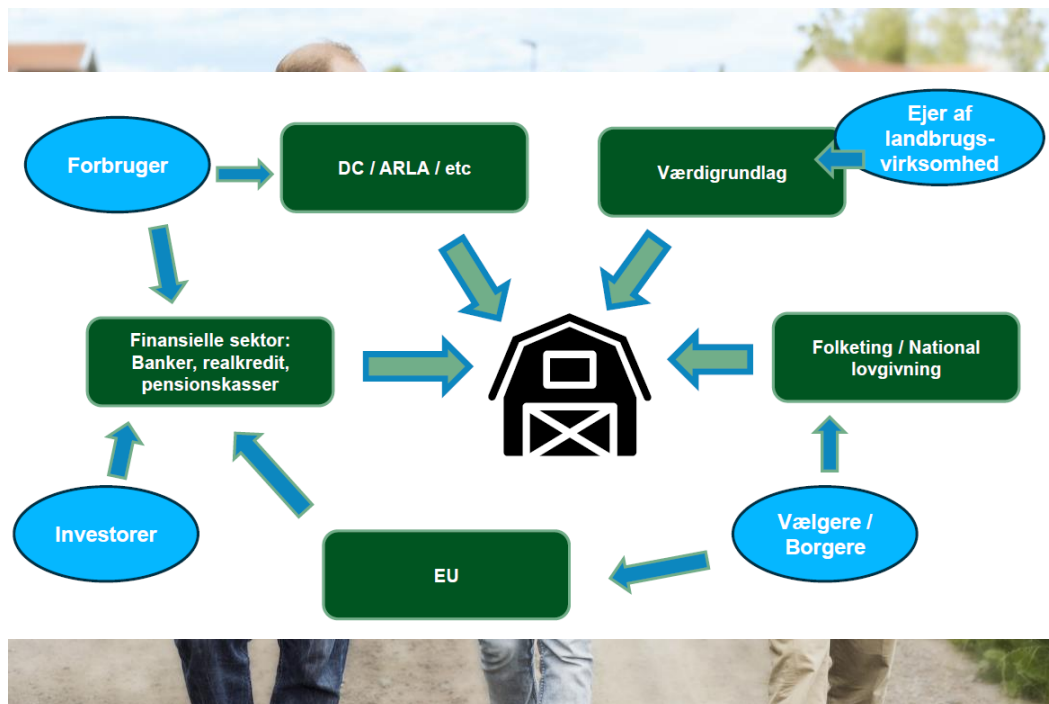 Forbruger
DC / ARLA / etc
Værdigrundlag
Ejer af
landbrugs-
virksomhed
Finansielle sektor:
Banker, realkredit,
pensionskasser
Folketing / National
lovgivning
Investorer
EU
Vælgere /
Borgere